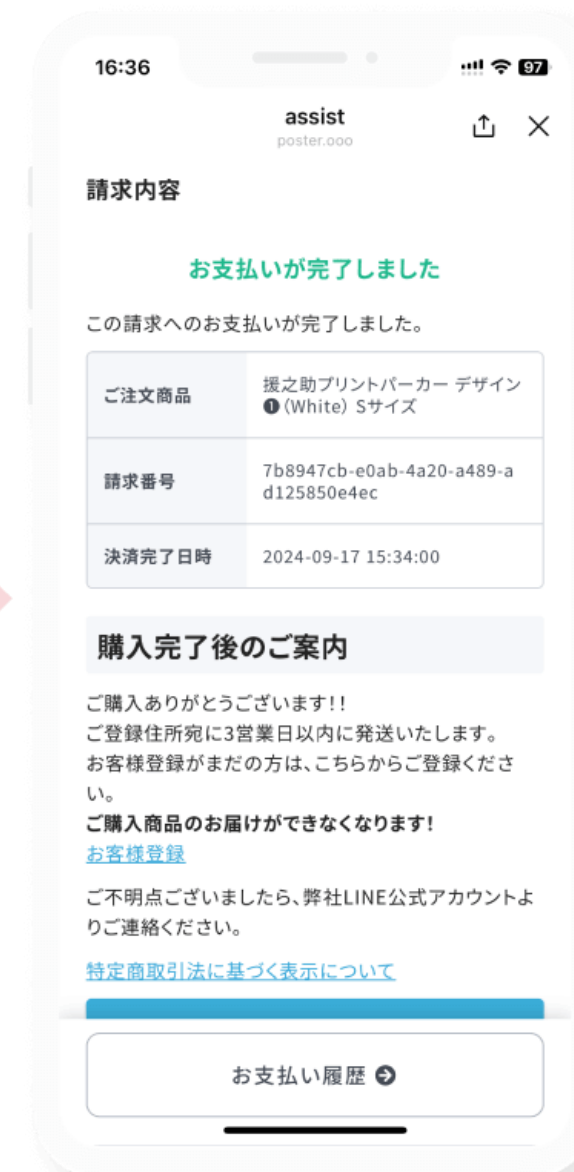 16:36
97
assist
poster.ooo
請求内容
お支払いが完了しました
この請求へのお支払いが完了しました。
ご注文商品
援之助プリントパーカー デザイン
❶(White) Sサイズ
請求番号
7b8947cb-e0ab-4a20-a489-a
d125850e4ec
決済完了日時
2024-09-17 15:34:00
購入完了後のご案内
ご購入ありがとうございます!!
ご登録住所宛に3営業日以内に発送いたします。
お客様登録がまだの方は、こちらからご登録くださ
い。
ご購入商品のお届けができなくなります!
お客様登録
ご不明点ございましたら、弊社LINE公式アカウントよ
りご連絡ください。
特定商取引法に基づく表示について
お支払い履歴